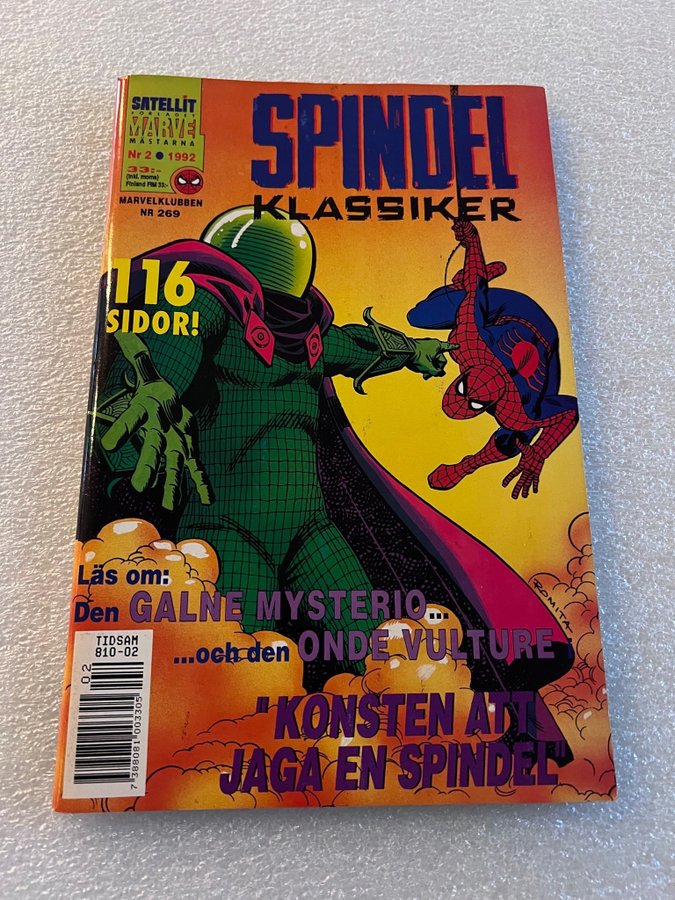 SATELLIT
FÖRLAGET
MARVEL
MÄSTARNA
Nr 2 ● 1992
33:-
(inkl. moms)
Finland FIM 33:-
MARVELKLUBBEN
NR 269
SPINDEL
KLASSIKER
116
SIDOR!
Läs om:
Den GALNE MYSTERIO...
...och den ONDE VULTURE i
"KONSTEN ATT
JAGA EN SPINDEL"
ROMITA
TIDSAM
810-02
02
7 388081 003305